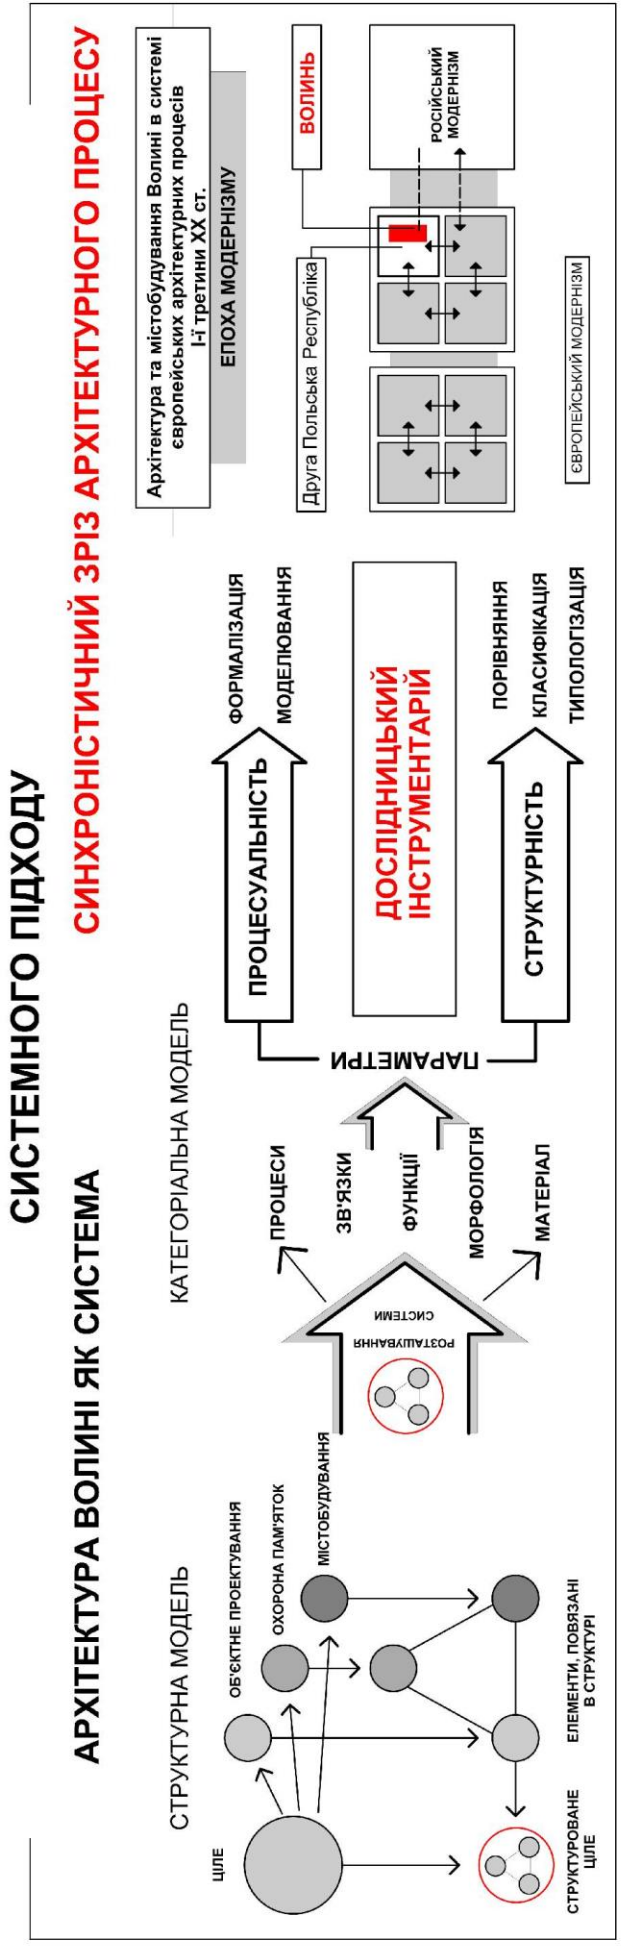 СИСТЕМНОГО ПІДХОДУ
АРХІТЕКТУРА ВОЛИНІ ЯК СИСТЕМА
СИНХРОНІСТИЧНИЙ ЗРІЗ АРХІТЕКТУРНОГО ПРОЦЕСУ
СТРУКТУРНА МОДЕЛЬ
ЦІЛЕ
ОБ'ЄКТНЕ ПРОЕКТУВАННЯ
ОХОРОНА ПАМ'ЯТОК
МІСТОБУДУВАННЯ
СТРУКТУРОВАНЕ
ЦІЛЕ
ЕЛЕМЕНТИ, ПОВЯЗАНІ
В СТРУКТУРІ
КАТЕГОРІАЛЬНА МОДЕЛЬ
РОЗТАШУВАННЯ
СИСТЕМИ
ПРОЦЕСИ
ЗВ'ЯЗКИ
ФУНКЦІЇ
МОРФОЛОГІЯ
МАТЕРІАЛ
ПАРАМЕТРИ
ПРОЦЕСУАЛЬНІСТЬ
ФОРМАЛІЗАЦІЯ
МОДЕЛЮВАННЯ
ДОСЛІДНИЦЬКИЙ
ІНСТРУМЕНТАРІЙ
СТРУКТУРНІСТЬ
ПОРІВНЯННЯ
КЛАСИФІКАЦІЯ
ТИПОЛОГІЗАЦІЯ
Архітектура та містобудування Волині в системі
європейських архітектурних процесів
І-ї третини ХХ ст.
ЕПОХА МОДЕРНІЗМУ
Друга Польська Республіка
ВОЛИНЬ
РОСІЙСЬКИЙ
МОДЕРНІЗМ
ЄВРОПЕЙСЬКИЙ МОДЕРНІЗМ